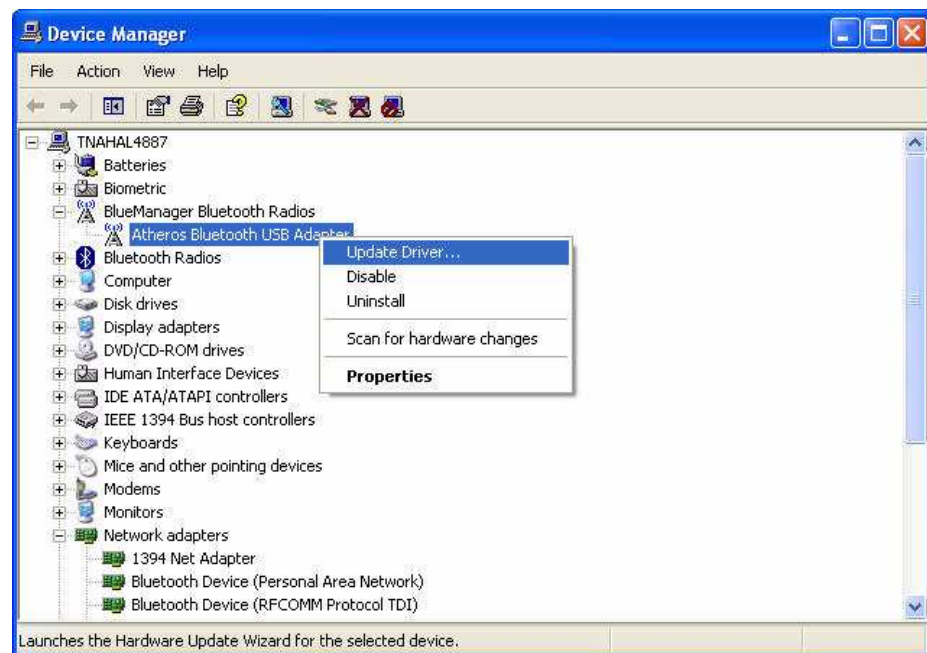 Device Manager
File Action View Help
TNAHAL4887
Batteries
Biometric
BlueManager Bluetooth Radios
Atheros Bluetooth USB Adapter
Bluetooth Radios
Computer
Disk drives
Display adapters
DVD/CD-ROM drives
Human Interface Devices
IDE ATA/ATAPI controllers
IEEE 1394 Bus host controllers
Keyboards
Mice and other pointing devices
Modems
Monitors
Network adapters
1394 Net Adapter
Bluetooth Device (Personal Area Network)
Bluetooth Device (RFCOMM Protocol TDI)
Update Driver...
Disable
Uninstall
Scan for hardware changes
Properties
Launches the Hardware Update Wizard for the selected device.